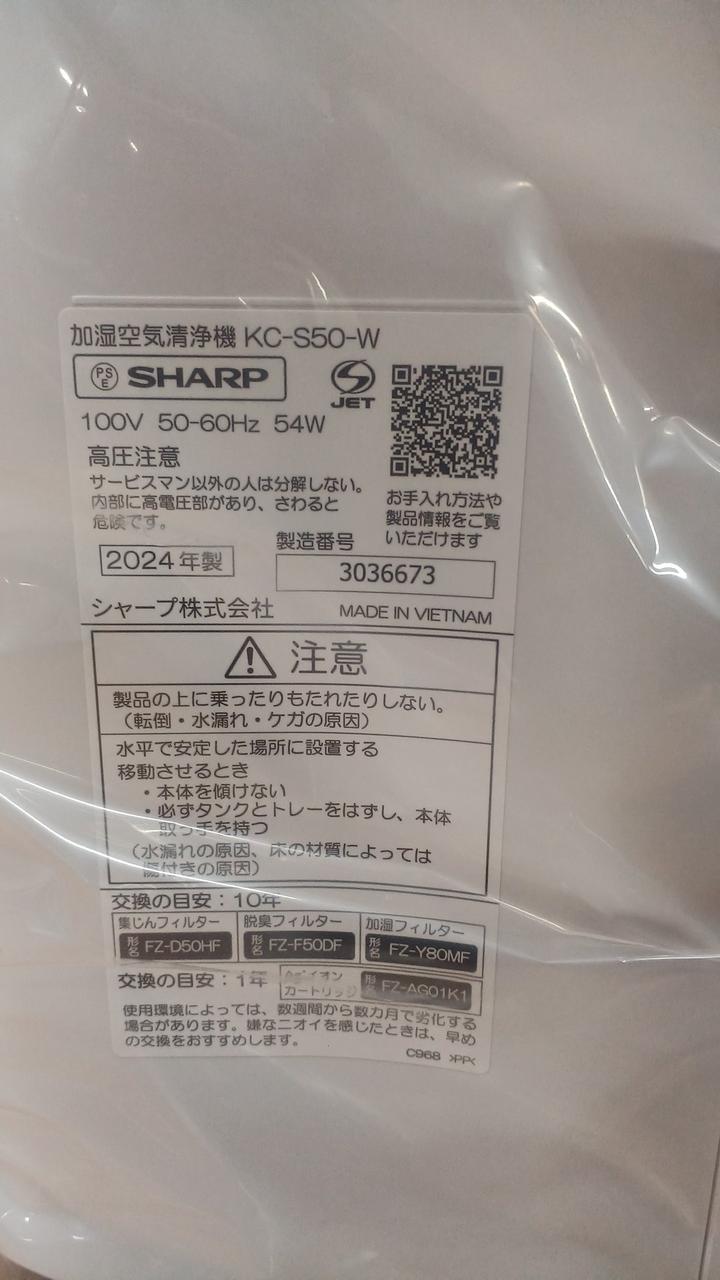 加湿空気清浄機 KC-S50-W
PS E SHARP
JET
100V 50-60Hz 54W
高圧注意
サービスマン以外の人は分解しない。
内部に高電圧部があり、さわると
危険です。
お手入れ方法や
製品情報をご覧
いただけます
2024年製
製造番号
3036673
シャープ株式会社
MADE IN VIETNAM
注意
製品の上に乗ったりもたれたりしない。
（転倒・水漏れ・ケガの原因）
水平で安定した場所に設置する
移動させるとき
・本体を傾けない
・必ずタンクとトレーをはずし、本体
取っ手を持つ
（水漏れの原因、床の材質によっては
傷付きの原因）
交換の目安：10年
集じんフィルター
形名 FZ-D50HF
脱臭フィルター
形名 FZ-F50DF
加湿フィルター
形名 FZ-Y80MF
交換の目安：1年
Agイオン
カートリッジ
形名 FZ-AG01K1
使用環境によっては、数週間から数カ月で劣化する
場合があります。嫌なニオイを感じたときは、早め
の交換をおすすめします。
C968 >PP<